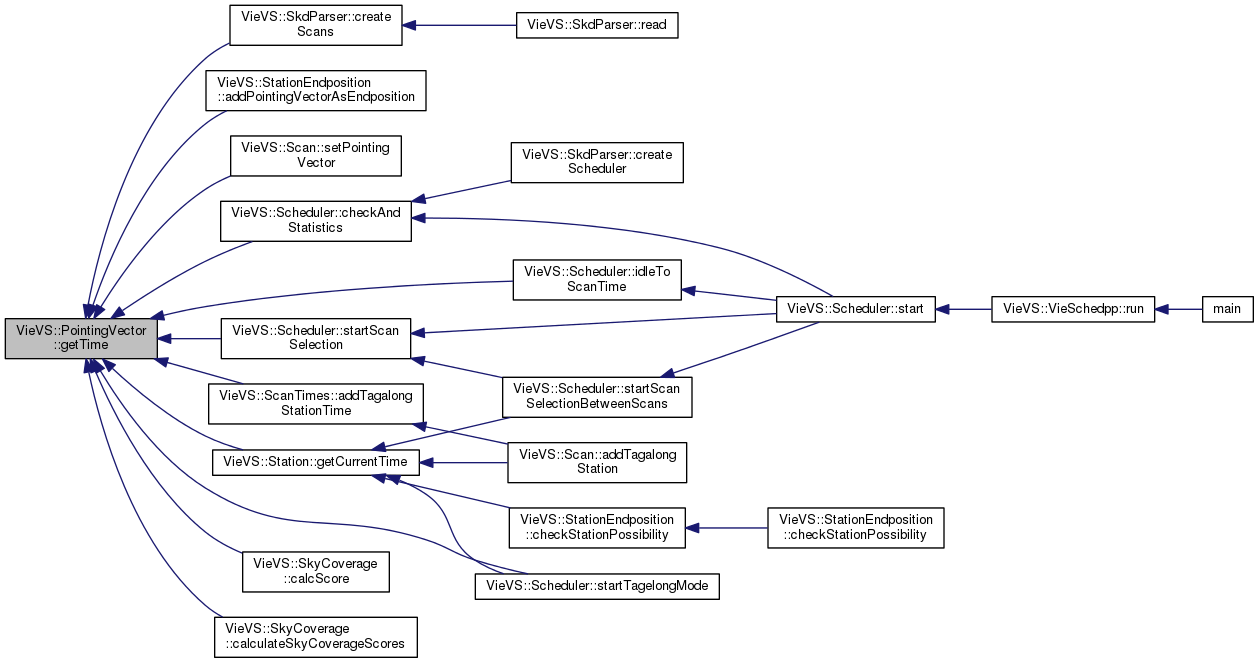 VieVS::PointingVector
::getTime
VieVS::SkdParser::create
Scans
VieVS::SkdParser::read
VieVS::StationEndposition
::addPointingVectorAsEndposition
VieVS::Scan::setPointing
Vector
VieVS::Scheduler::checkAnd
Statistics
VieVS::SkdParser::create
Scheduler
VieVS::Scheduler::idleTo
ScanTime
VieVS::Scheduler::start
VieVS::VieSchedpp::run
main
VieVS::Scheduler::startScan
Selection
VieVS::Scheduler::startScan
SelectionBetweenScans
VieVS::ScanTimes::addTagalong
StationTime
VieVS::Scan::addTagalong
Station
VieVS::Station::getCurrentTime
VieVS::StationEndposition
::checkStationPossibility
VieVS::StationEndposition
::checkStationPossibility
VieVS::Scheduler::startTagelongMode
VieVS::SkyCoverage
::calcScore
VieVS::SkyCoverage
::calculateSkyCoverageScores